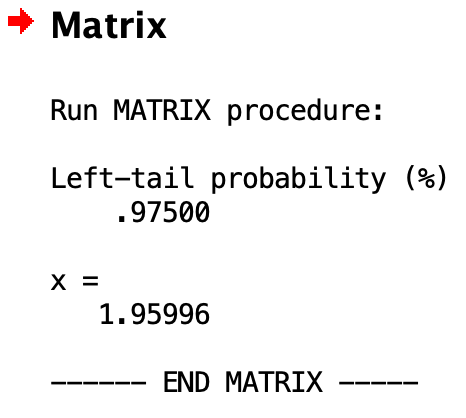 Matrix
Run MATRIX procedure:
Left-tail probability (%)
.97500
x =
1.95996
------ END MATRIX -----